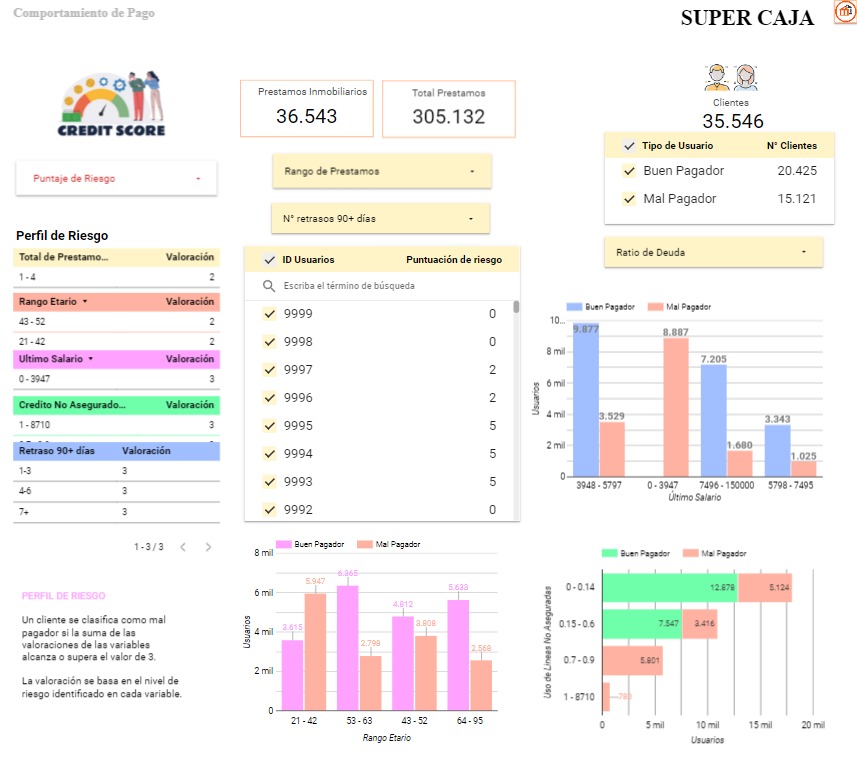 Comportamiento de Pago
SUPER CAJA
CREDIT SCORE
Prestamos Inmobiliarios
36.543
Total Prestamos
305.132
Clientes
35.546
Tipo de Usuario N° Clientes
Buen Pagador 20.425
Mal Pagador 15.121
Puntaje de Riesgo
Rango de Prestamos
N° retrasos 90+ días
Ratio de Deuda
Perfil de Riesgo
Total de Prestamo... Valoración
1 - 4 2
Rango Etario Valoración
43 - 52 2
21 - 42 2
Ultimo Salario Valoración
0 - 3947 3
Credito No Asegurado... Valoración
1 - 8710 3
Retraso 90+ días Valoración
1-3 3
4-6 3
7+ 3
1 - 3 / 3
ID Usuarios Puntuación de riesgo
Escriba el término de búsqueda
9999 0
9998 0
9997 2
9996 2
9995 5
9994 5
9993 5
9992 0
Buen Pagador Mal Pagador
10...
8 mil
6 mil
4 mil
2 mil
0
Usuarios
9.877
3.529
8.887
7.205
1.680
3.343
1.025
3948 - 5797 0 - 3947 7496 - 150000 5798 - 7495
Último Salario
PERFIL DE RIESGO
Un cliente se clasifica como mal
pagador si la suma de las
valoraciones de las variables
alcanza o supera el valor de 3.
La valoración se basa en el nivel de
riesgo identificado en cada variable.
Buen Pagador Mal Pagador
8 mil
6 mil
4 mil
2 mil
0
Usuarios
3.615
5.947
6.365
2.798
4.812
3.808
5.633
2.568
21 - 42 53 - 63 43 - 52 64 - 95
Rango Etario
Buen Pagador Mal Pagador
Uso de Lineas No Aseguradas
0 - 0.14 12.878 5.124
0.15 - 0.6 7.547 3.416
0.7 - 0.9 5.801
1 - 8710
0 5 mil 10 mil 15 mil 20 mil
Usuarios